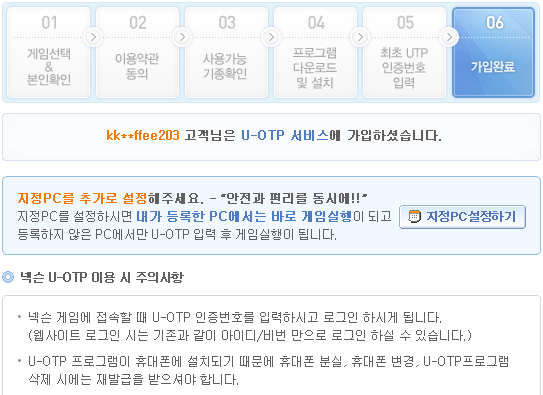 01 02 03 04 05 06
게임선택
&
본인확인
이용약관
동의
사용가능
기종확인
프로그램
다운로드
및 설치
최초 UTP
인증번호
입력
가입완료
kk**ffee203 고객님은 U-OTP 서비스에 가입하셨습니다.
지정PC를 추가로 설정해주세요. - "안전과 편리를 동시에!!"
지정PC를 설정하시면 내가 등록한 PC에서는 바로 게임실행이 되고
등록하지 않은 PC에서만 U-OTP 입력 후 게임실행이 됩니다.
지정PC설정하기
넥슨 U-OTP 이용 시 주의사항
• 넥슨 게임에 접속할 때 U-OTP 인증번호를 입력하시고 로그인 하시게 됩니다.
(웹사이트 로그인 시는 기존과 같이 아이디/비번 만으로 로그인 하실 수 있습니다.)
• U-OTP 프로그램이 휴대폰에 설치되기 때문에 휴대폰 분실, 휴대폰 변경, U-OTP프로그램
삭제 시에는 재발급을 받으셔야 합니다.